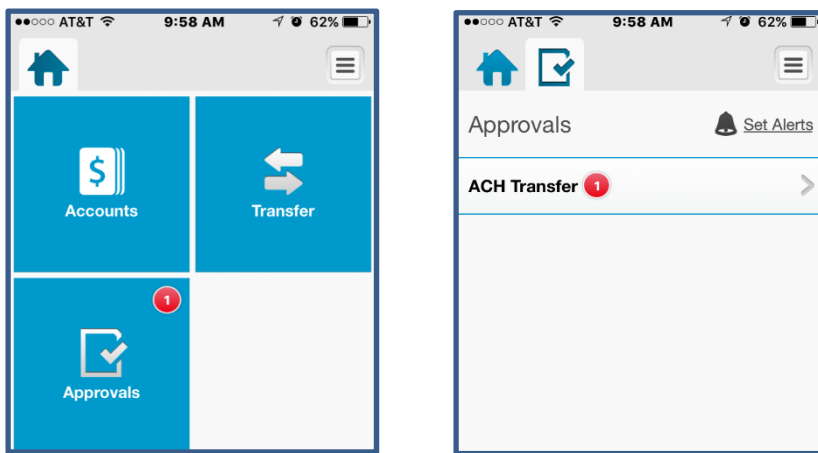 AT&T 9:58 AM 62%
$
Accounts
Transfer
1
Approvals
AT&T 9:58 AM 62%
Approvals Set Alerts
ACH Transfer 1